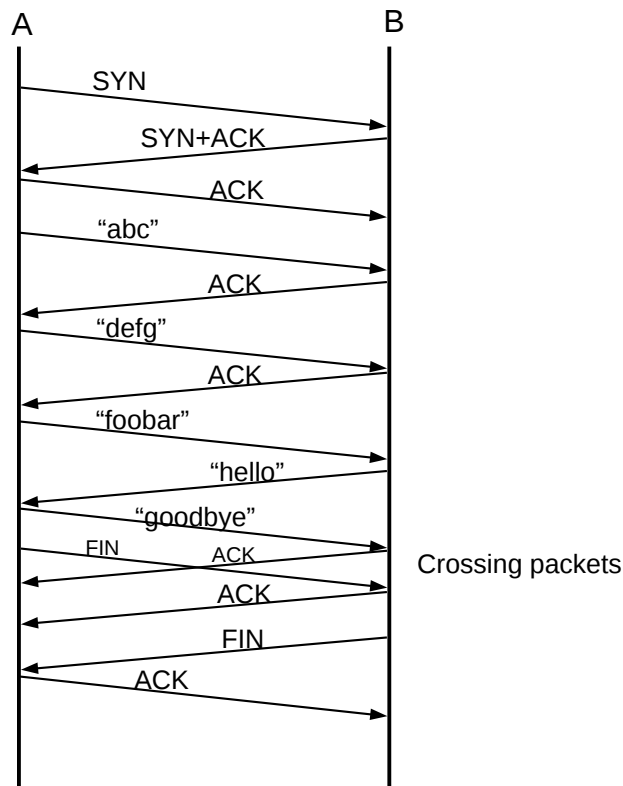 A
B
SYN
SYN+ACK
ACK
“abc”
ACK
“defg”
ACK
“foobar”
“hello”
“goodbye”
FIN
ACK
Crossing packets
ACK
FIN
ACK